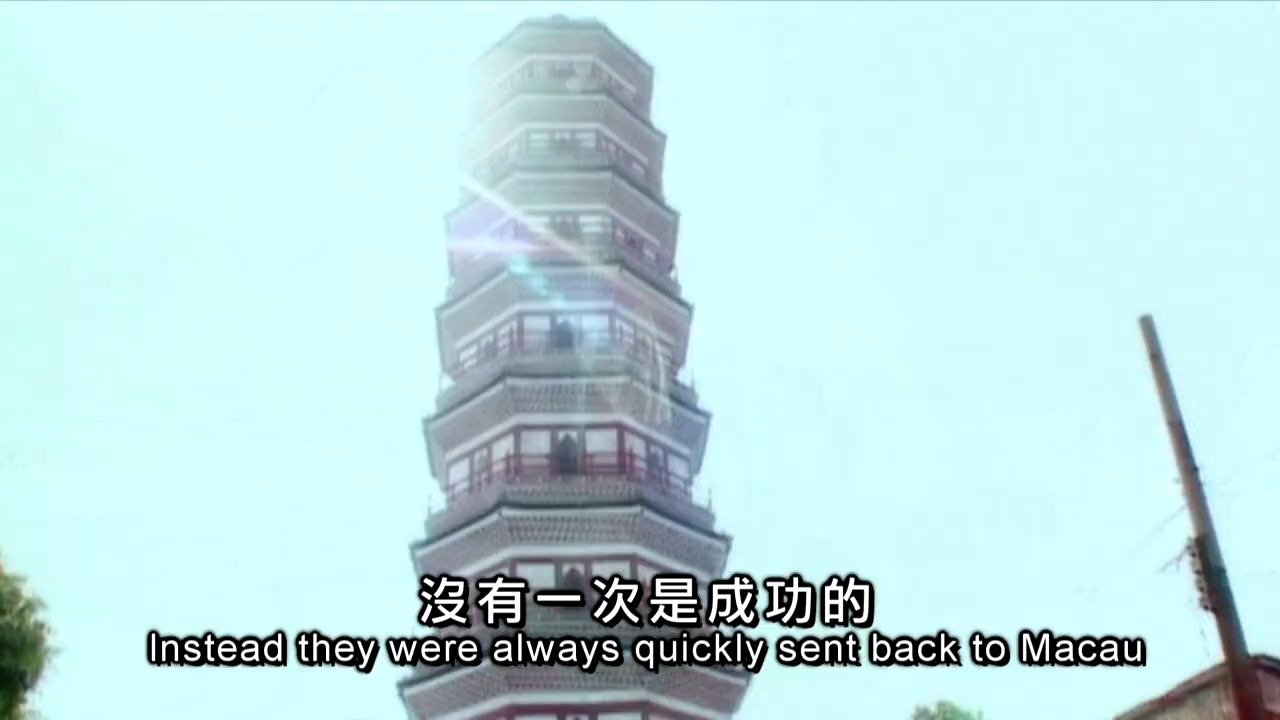 沒有一次是成功的
Instead they were always quickly sent back to Macau